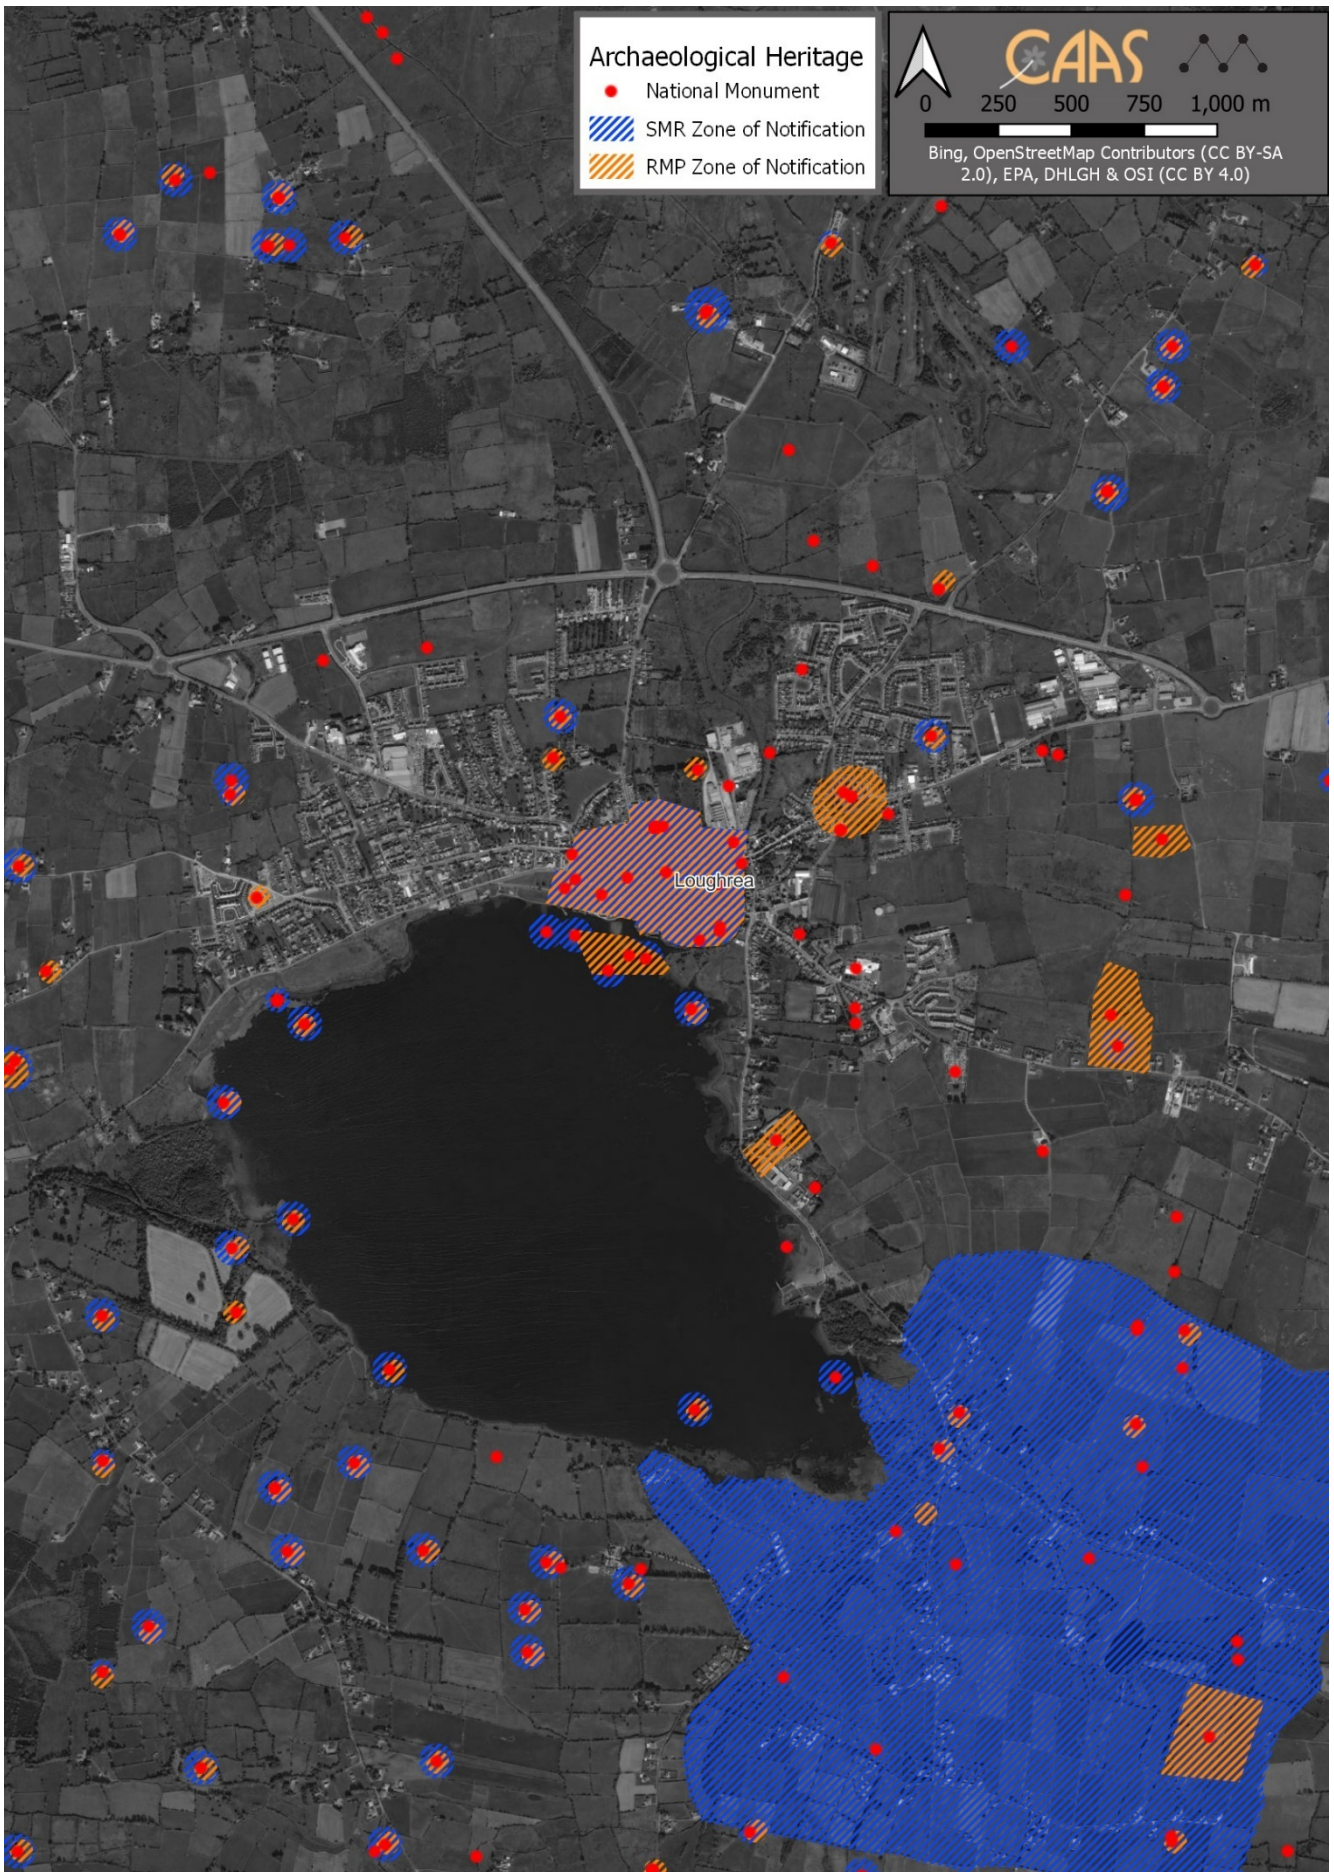 Archaeological Heritage
National Monument
SMR Zone of Notification
RMP Zone of Notification
CAAS
0 250 500 750 1,000 m
Bing, OpenStreetMap Contributors (CC BY-SA
2.0), EPA, DHLGH & OSI (CC BY 4.0)
Loughrea